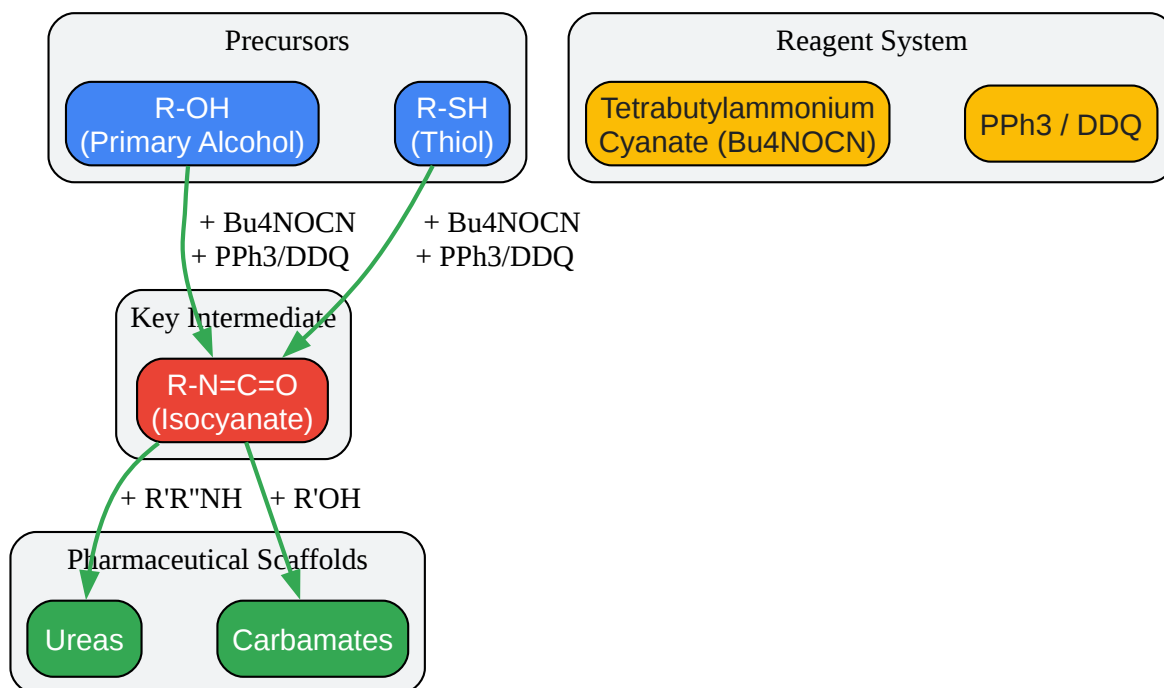 Precursors
R-OH
(Primary Alcohol)
R-SH
(Thiol)
Reagent System
Tetrabutylammonium
Cyanate (Bu4NOCN)
PPh3 / DDQ
+ Bu4NOCN
+ PPh3/DDQ
+ Bu4NOCN
+ PPh3/DDQ
Key Intermediate
R-N=C=O
(Isocyanate)
+ R'R''NH
+ R'OH
Pharmaceutical Scaffolds
Ureas
Carbamates